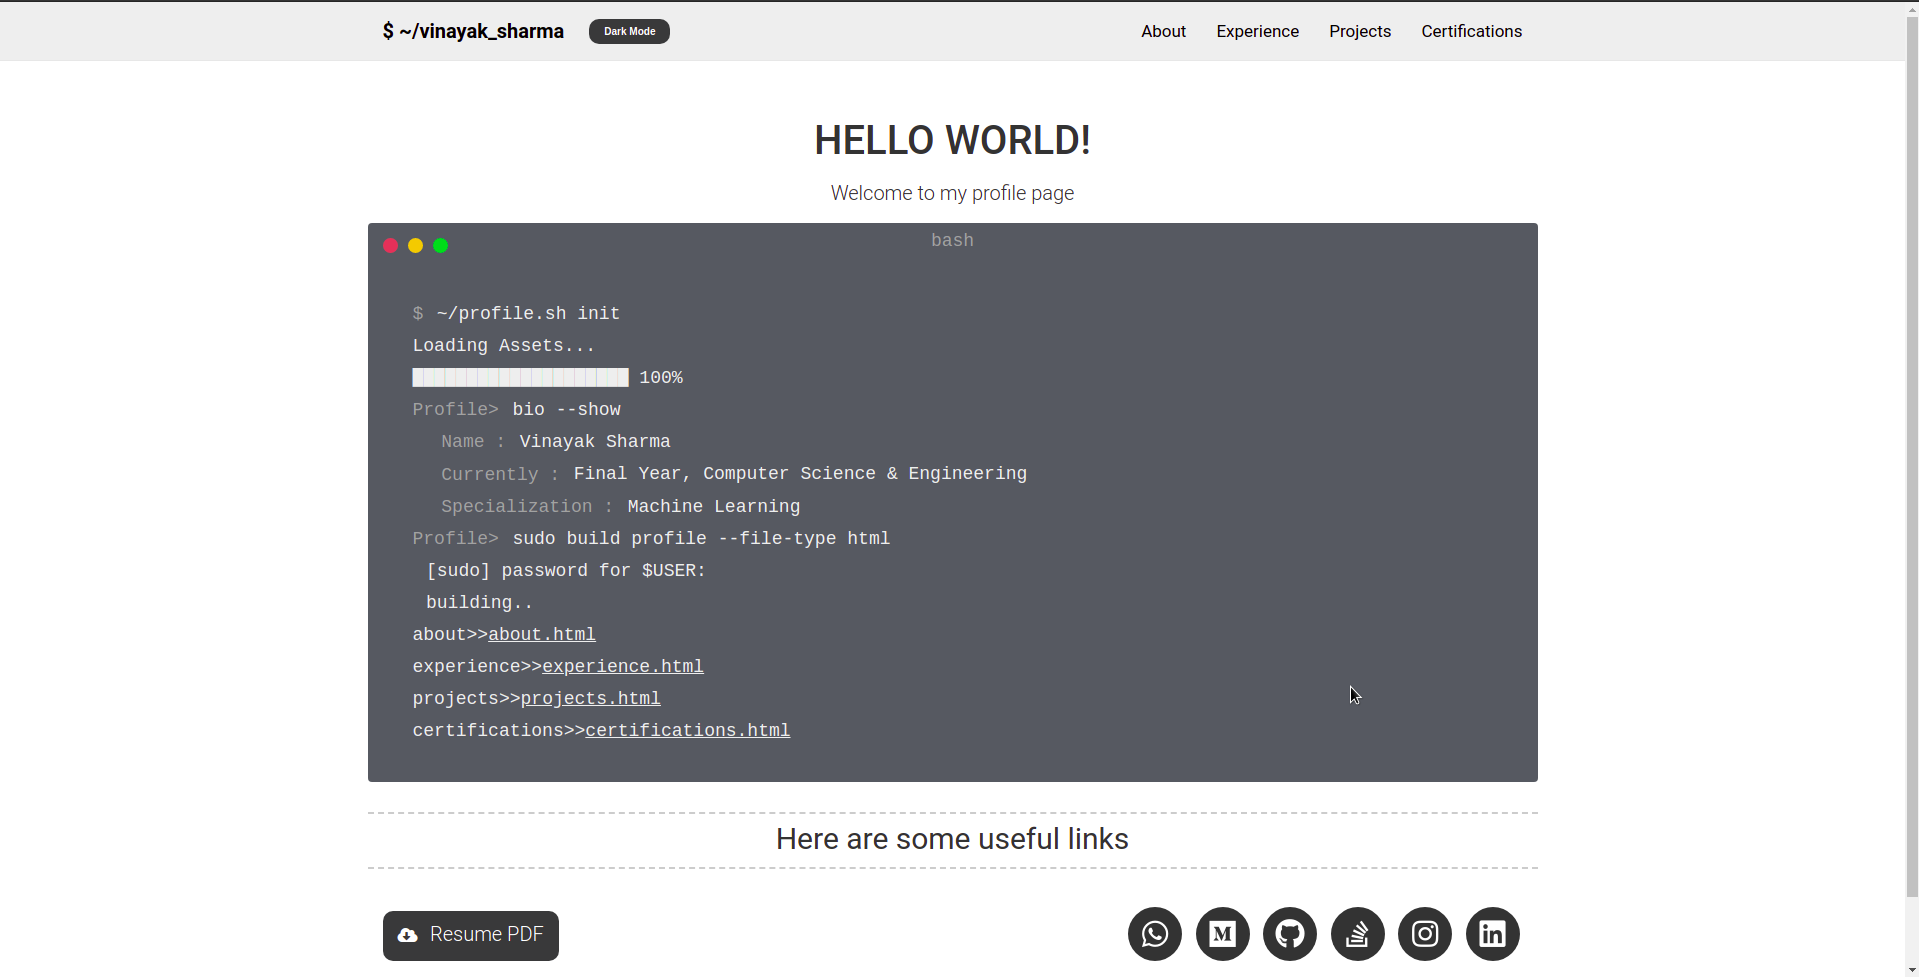 $ ~/vinayak_sharma Dark Mode About Experience Projects Certifications
HELLO WORLD!
Welcome to my profile page
bash
$ ~/profile.sh init
Loading Assets...
100%
Profile> bio --show
Name : Vinayak Sharma
Currently : Final Year, Computer Science & Engineering
Specialization : Machine Learning
Profile> sudo build profile --file-type html
[sudo] password for $USER:
building..
about>>about.html
experience>>experience.html
projects>>projects.html
certifications>>certifications.html
Here are some useful links
Resume PDF